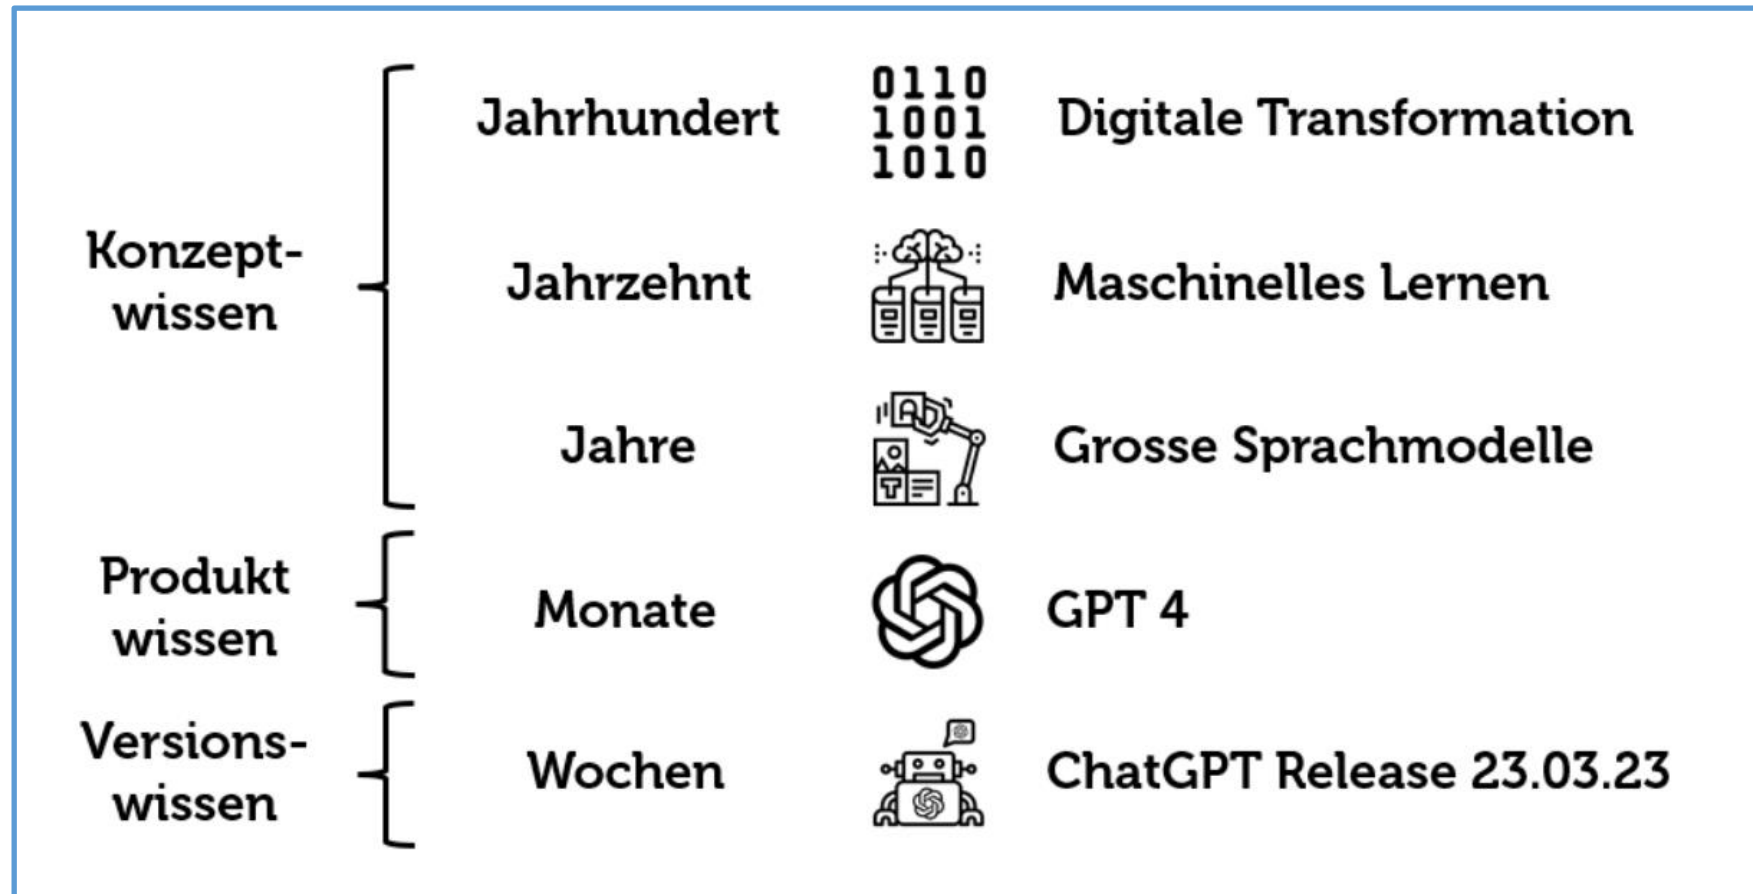 Konzept-
wissen
Jahrhundert
0110
1001
1010
Digitale Transformation
Jahrzehnt
Maschinelles Lernen
Jahre
Grosse Sprachmodelle
Produkt
wissen
Monate
GPT 4
Versions-
wissen
Wochen
ChatGPT Release 23.03.23